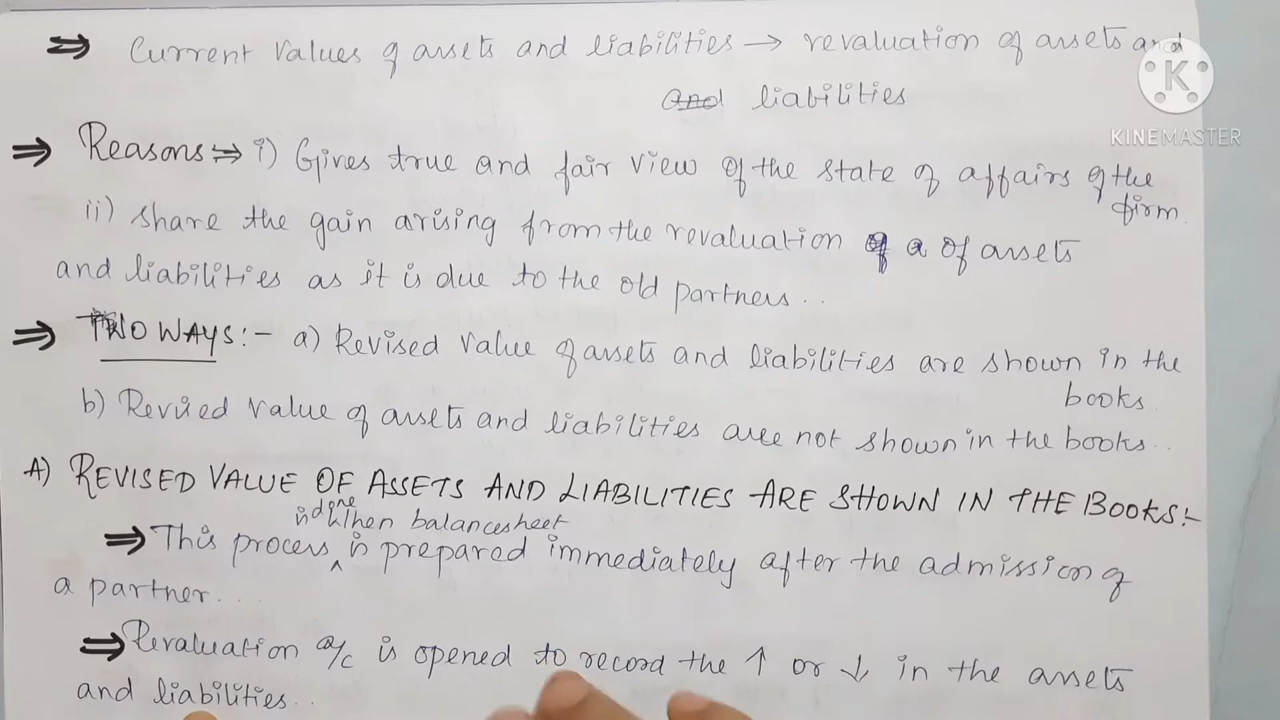 ⇒ Current Values of assets and liabilities → revaluation of assets and
and liabilities
K
KINEMASTER
⇒ Reasons ⇒ i) Gives true and fair view of the state of affairs of the
firm.
ii) share the gain arising from the revaluation of a of assets
and liabilities as it is due to the old partners..
⇒ TWO WAYS:- a) Revised value of assets and liabilities are shown in the
books
b) Revised value of assets and liabilities are not shown in the books..
A) REVISED VALUE OF ASSETS AND LIABILITIES ARE SHOWN IN THE BOOKS:-
is done when balancesheet
⇒ This process ^ is prepared immediately after the admission of
a partner....
⇒ Revaluation a/c is opened to record the ↑ or ↓ in the assets
and liabilities..